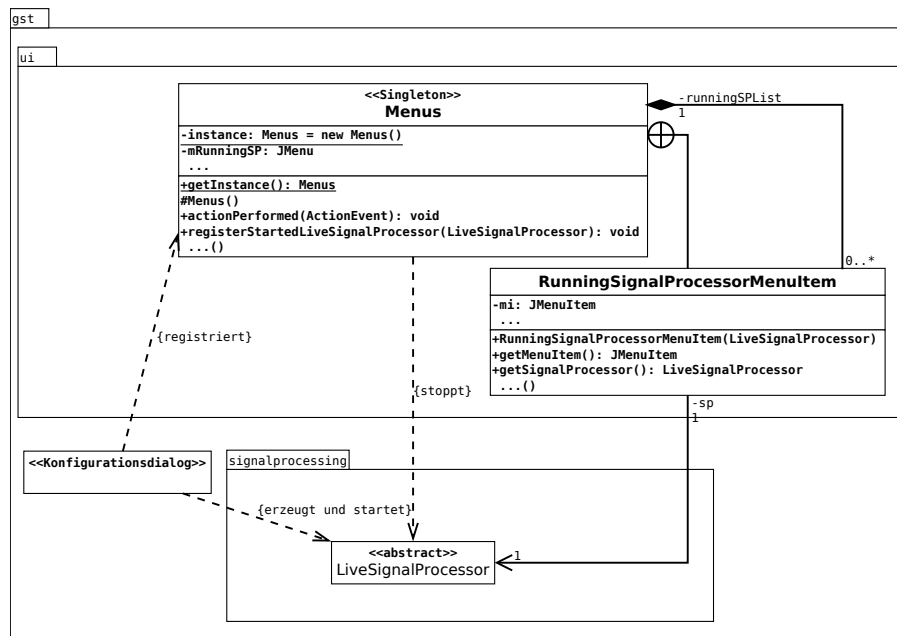 gst
ui
<<Singleton>>
Menus
-instance: Menus = new Menus()
-mRunningSP: JMenu
...
+getInstance(): Menus
#Menus()
+actionPerformed(ActionEvent): void
+registerStartedLiveSignalProcessor(LiveSignalProcessor): void
...()
-runningSPList
1
0..*
RunningSignalProcessorMenuItem
-mi: JMenuItem
...
+RunningSignalProcessorMenuItem(LiveSignalProcessor)
+getMenuItem(): JMenuItem
+getSignalProcessor(): LiveSignalProcessor
...()
{registriert}
{stoppt}
-sp
1
<<Konfigurationsdialog>>
signalprocessing
{erzeugt und startet}
<<abstract>>
LiveSignalProcessor
1